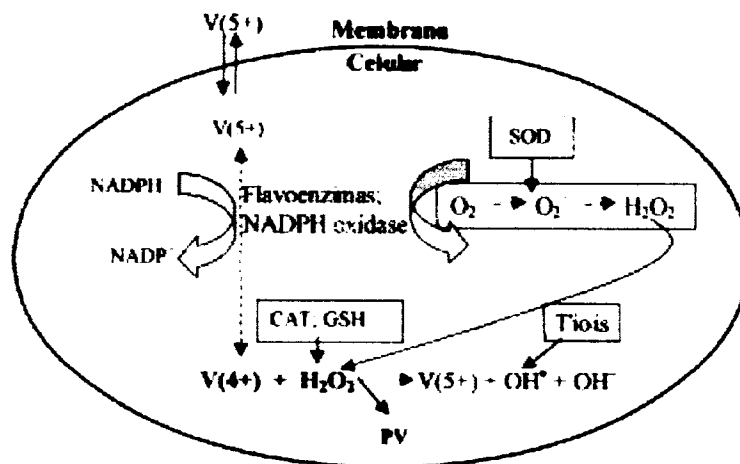 V(5+)
Membrana
Celular
V(5+)
SOD
NADPH
Flavoenzimas;
NADPH oxidase
O₂ O₂ H₂O₂
NADP
CAT; GSH
Tiois
V(4+) + H₂O₂ V(5+) + OH• + OH⁻
PV